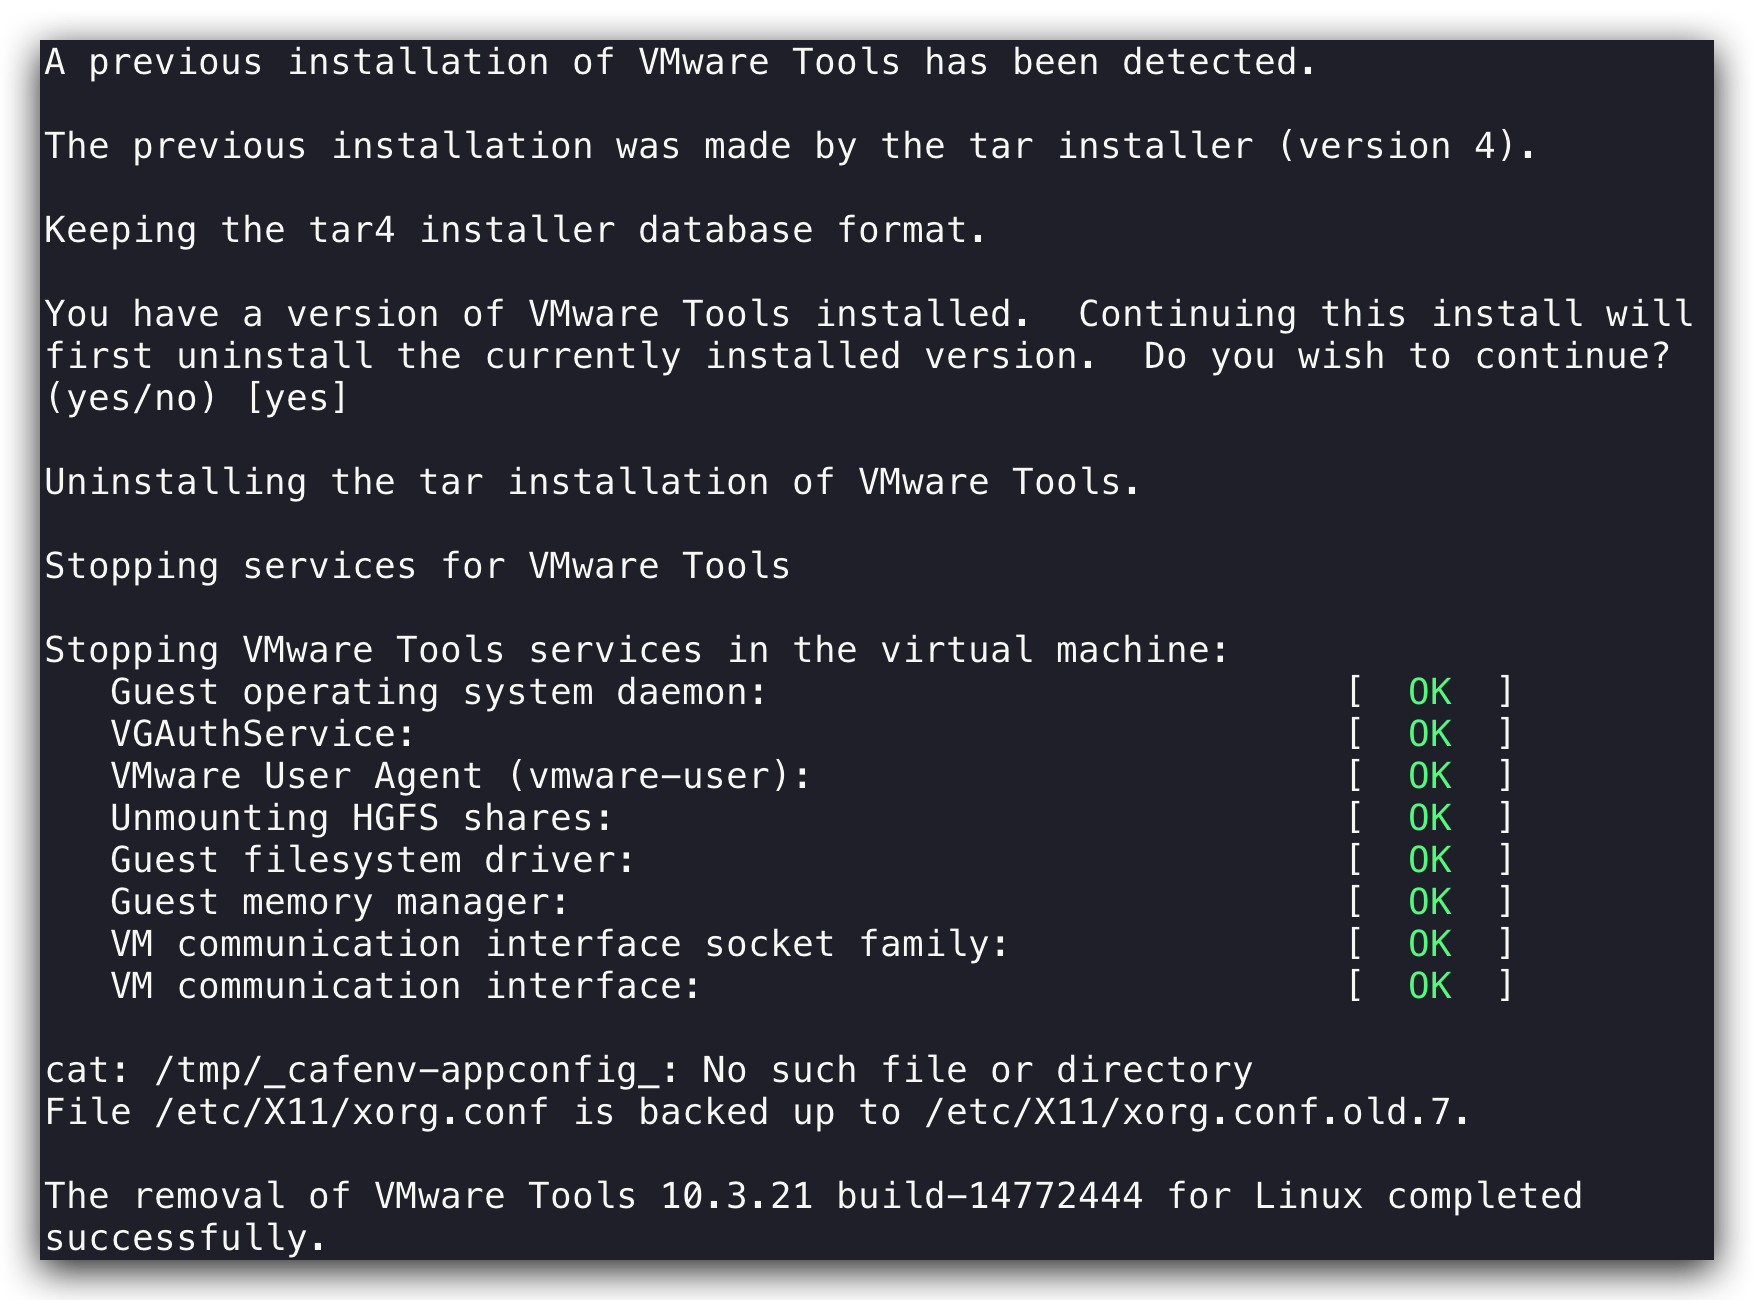 A previous installation of VMware Tools has been detected.
The previous installation was made by the tar installer (version 4).
Keeping the tar4 installer database format.
You have a version of VMware Tools installed.  Continuing this install will
first uninstall the currently installed version.  Do you wish to continue?
(yes/no) [yes]
Uninstalling the tar installation of VMware Tools.
Stopping services for VMware Tools
Stopping VMware Tools services in the virtual machine:
   Guest operating system daemon:                          [  OK  ]
   VGAuthService:                                          [  OK  ]
   VMware User Agent (vmware-user):                        [  OK  ]
   Unmounting HGFS shares:                                 [  OK  ]
   Guest filesystem driver:                                [  OK  ]
   Guest memory manager:                                   [  OK  ]
   VM communication interface socket family:               [  OK  ]
   VM communication interface:                             [  OK  ]
cat: /tmp/_cafenv-appconfig_: No such file or directory
File /etc/X11/xorg.conf is backed up to /etc/X11/xorg.conf.old.7.
The removal of VMware Tools 10.3.21 build-14772444 for Linux completed
successfully.